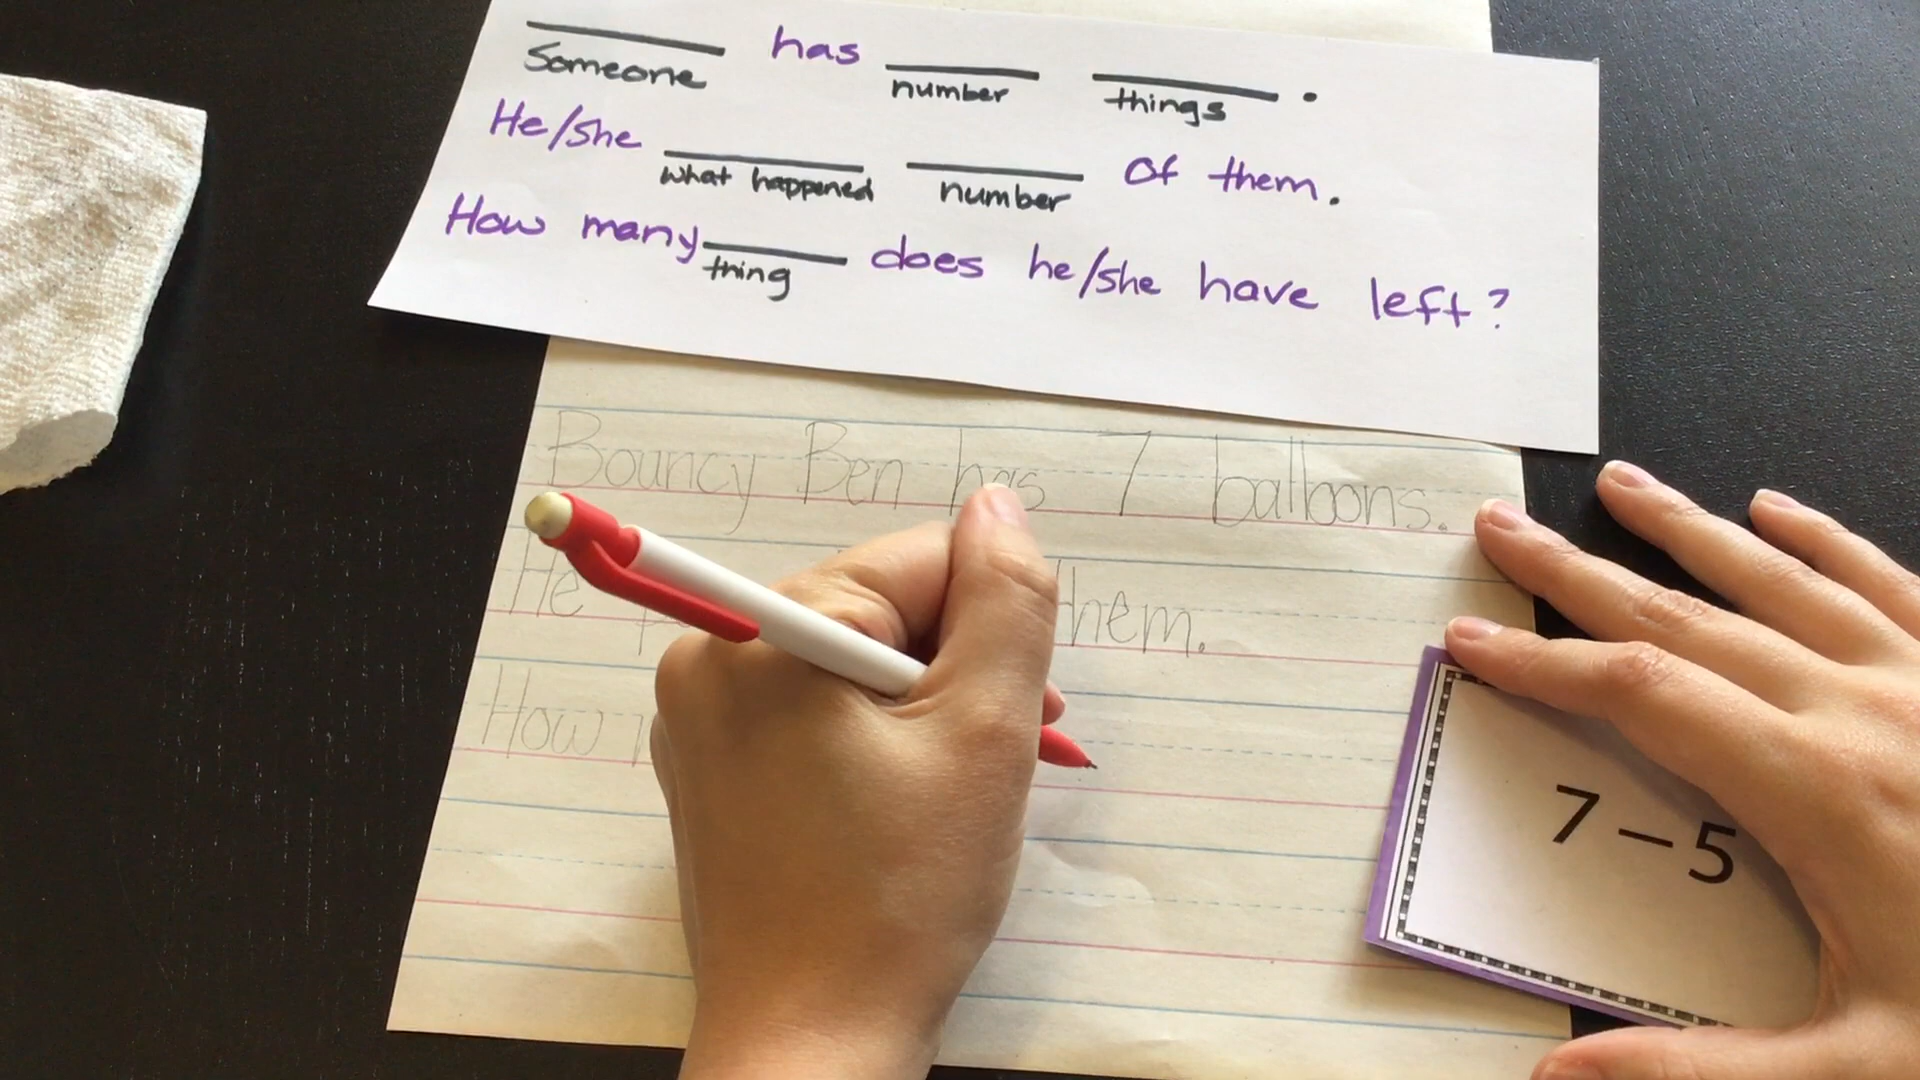 Someone has number things.
He/she what happened number of them.
How many thing does he/she have left?
Bouncy Ben has 7 balloons.
He them.
How
7-5